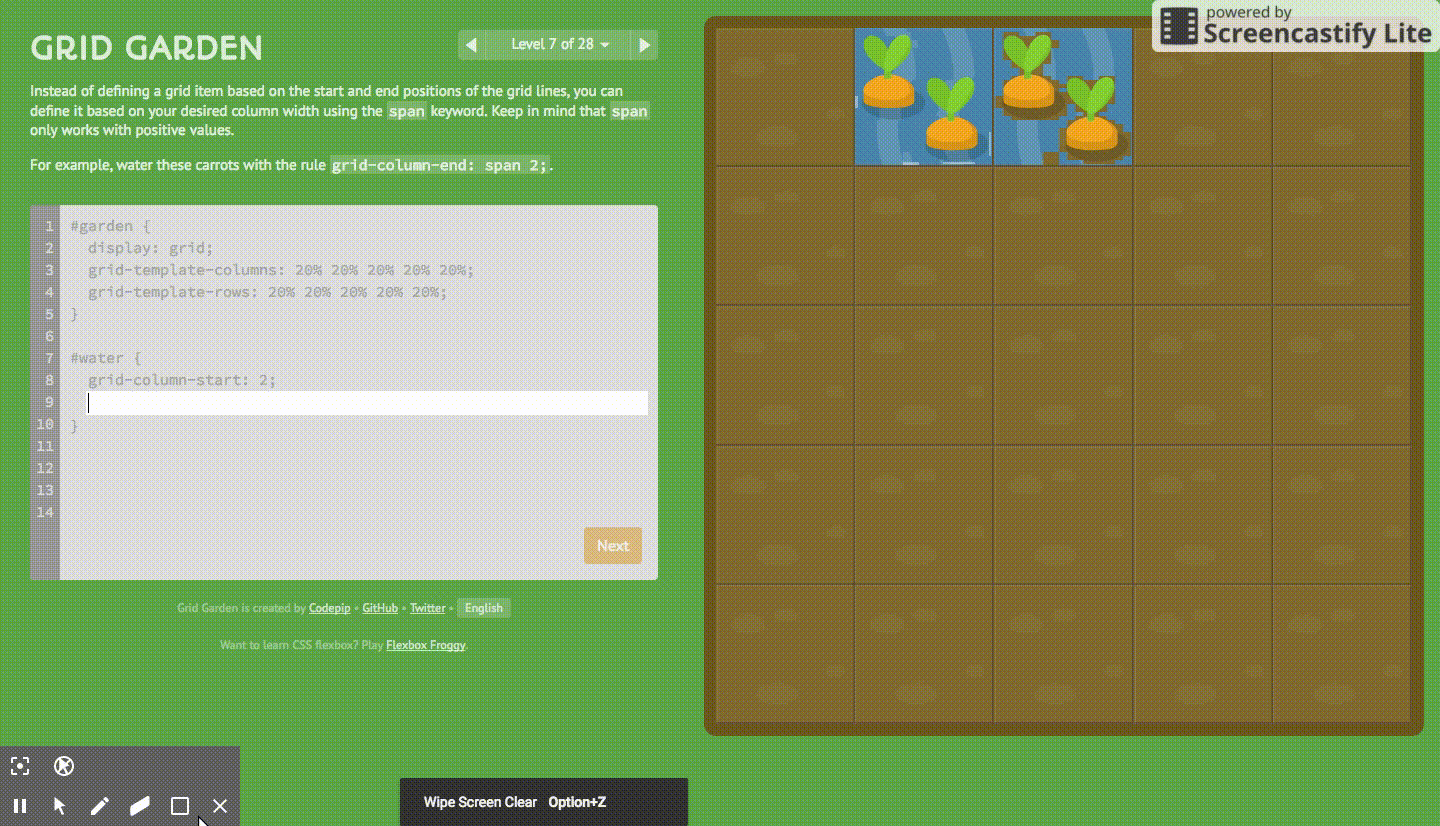 GRID GARDEN
Level 7 of 28
powered by
Screencastify Lite
Instead of defining a grid item based on the start and end positions of the grid lines, you can
define it based on your desired column width using the span keyword. Keep in mind that span
only works with positive values.
For example, water these carrots with the rule grid-column-end: span 2;.
1 #garden {
2 display: grid;
3 grid-template-columns: 20% 20% 20% 20% 20%;
4 grid-template-rows: 20% 20% 20% 20% 20%;
5 }
6
7 #water {
8 grid-column-start: 2;
9
10 }
11
12
13
14
Next
Grid Garden is created by Codepip • GitHub • Twitter • English
Want to learn CSS flexbox? Play Flexbox Froggy.
Wipe Screen Clear Option+Z